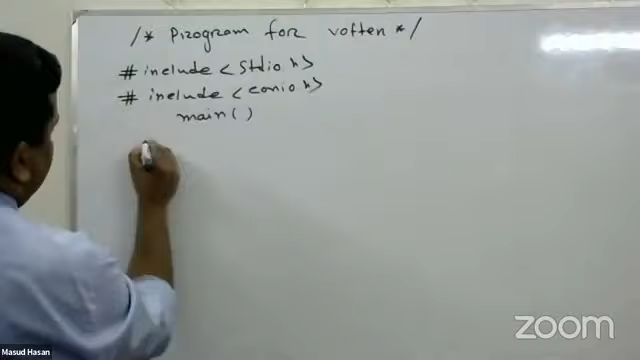 /* Program for voften */
# include <stdio.h>
# include <conio.h>
main()
zoom
Masud Hasan